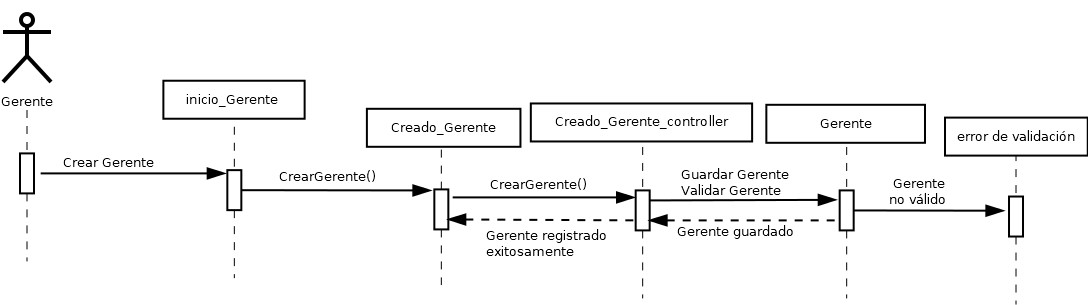 Gerente
inicio_Gerente
Creado_Gerente
Creado_Gerente_controller
Gerente
error de validación
Crear Gerente
CrearGerente()
CrearGerente()
Guardar Gerente
Validar Gerente
Gerente
no válido
Gerente registrado
exitosamente
Gerente guardado